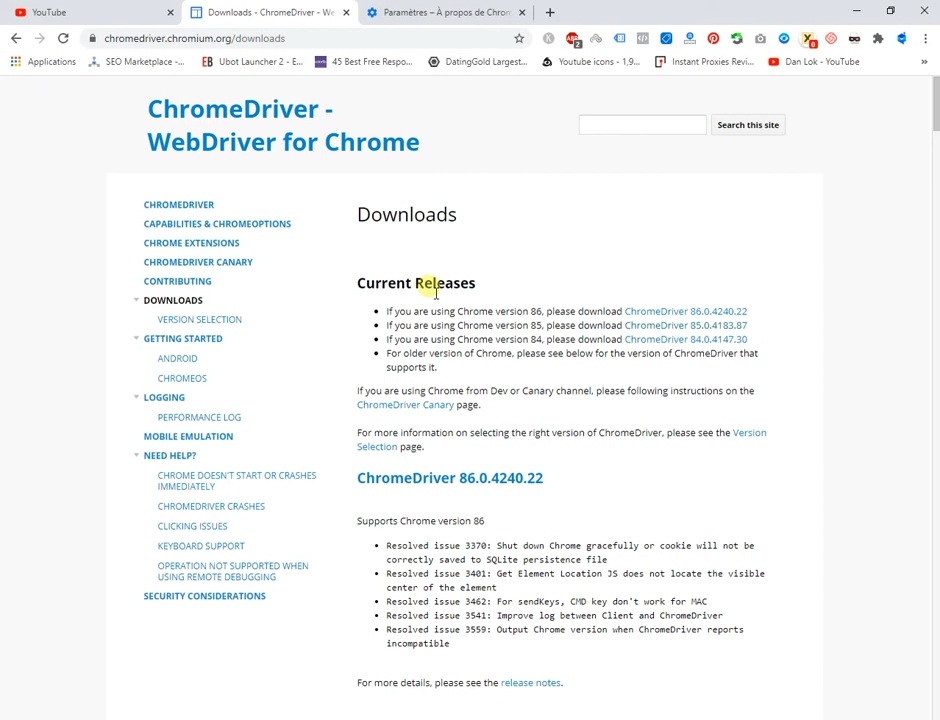 YouTube
Downloads - ChromeDriver - We
Paramètres – À propos de Chrom
chromedriver.chromium.org/downloads
Applications
SEO Marketplace -...
Ubot Launcher 2 - E...
45 Best Free Respo...
DatingGold Largest...
Youtube icons - 1,9...
Instant Proxies Revi...
Dan Lok - YouTube
»
ChromeDriver -
WebDriver for Chrome
Search this site
CHROMEDRIVER
CAPABILITIES & CHROMEOPTIONS
CHROME EXTENSIONS
CHROMEDRIVER CANARY
CONTRIBUTING
DOWNLOADS
VERSION SELECTION
GETTING STARTED
ANDROID
CHROMEOS
LOGGING
PERFORMANCE LOG
MOBILE EMULATION
NEED HELP?
CHROME DOESN'T START OR CRASHES
IMMEDIATELY
CHROMEDRIVER CRASHES
CLICKING ISSUES
KEYBOARD SUPPORT
OPERATION NOT SUPPORTED WHEN
USING REMOTE DEBUGGING
SECURITY CONSIDERATIONS
Downloads
Current Releases
• If you are using Chrome version 86, please download ChromeDriver 86.0.4240.22
• If you are using Chrome version 85, please download ChromeDriver 85.0.4183.87
• If you are using Chrome version 84, please download ChromeDriver 84.0.4147.30
• For older version of Chrome, please see below for the version of ChromeDriver that
supports it.
If you are using Chrome from Dev or Canary channel, please following instructions on the
ChromeDriver Canary page.
For more information on selecting the right version of ChromeDriver, please see the Version
Selection page.
ChromeDriver 86.0.4240.22
Supports Chrome version 86
• Resolved issue 3370: Shut down Chrome gracefully or cookie will not be
correctly saved to SQLite persistence file
• Resolved issue 3401: Get Element Location JS does not locate the visible
center of the element
• Resolved issue 3462: For sendKeys, CMD key don't work for MAC
• Resolved issue 3541: Improve log between Client and ChromeDriver
• Resolved issue 3559: Output Chrome version when ChromeDriver reports
incompatible
For more details, please see the release notes.